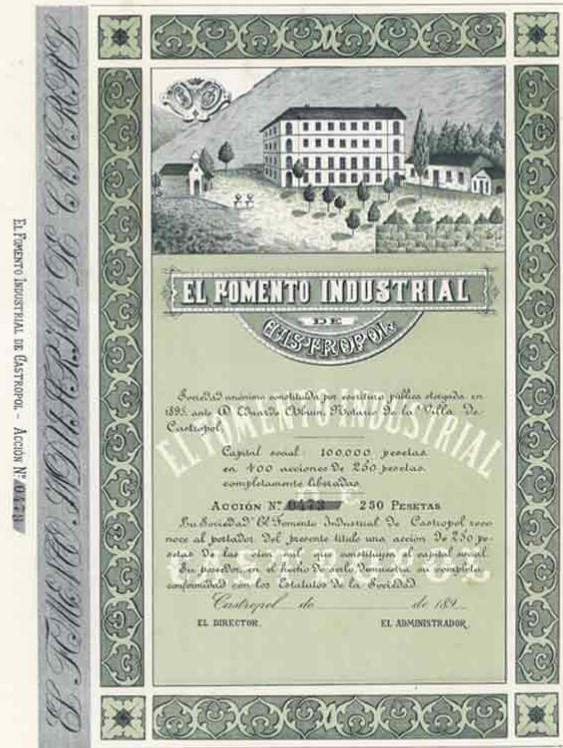 EL FOMENTO INDUSTRIAL
DE
CASTROPOL
Sociedad anónima constituida por escritura pública otorgada en
1895 ante D. Eduardo Notario de la Villa de
Castropol
Capital social: 100,000 pesetas
en 400 acciones de 250 pesetas
completamente liberadas
ACCIÓN Nº 0473 250 PESETAS
La Sociedad El Fomento Industrial de Castropol reco
noce al portador del presente título una acción de 250 pe-
setas de las cien mil que constituyen el capital social.
Su poseedor, en el hecho de serlo, demuestra su completa
conformidad con los Estatutos de la Sociedad
Castropol de de 189
EL DIRECTOR.
EL ADMINISTRADOR,
EL FOMENTO INDUSTRIAL
DE
CASTROPOL
EL FOMENTO INDUSTRIAL DE CASTROPOL - ACCIÓN Nº 0473